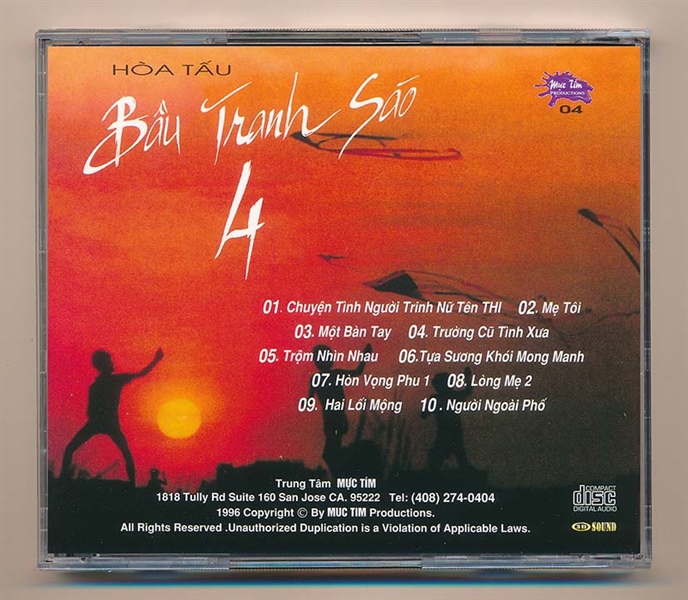 HÒA TẤU
Bầu Tranh Sáo
4
Mực Tím
PRODUCTIONS
04
01. Chuyện Tình Người Trinh Nữ Tên THI 02. Mẹ Tôi
03. Một Bàn Tay 04. Trường Cũ Tình Xưa
05. Trộm Nhìn Nhau 06.Tựa Sương Khói Mong Manh
07. Hòn Vọng Phu 1 08. Lòng Mẹ 2
09. Hai Lối Mộng 10 . Người Ngoài Phố
Trung Tâm MỰC TÍM
1818 Tully Rd Suite 160 San Jose CA. 95222 Tel: (408) 274-0404
1996 Copyright © By MUC TIM Productions.
All Rights Reserved .Unauthorized Duplication is a Violation of Applicable Laws.
COMPACT
disc
DIGITAL AUDIO
SOUND